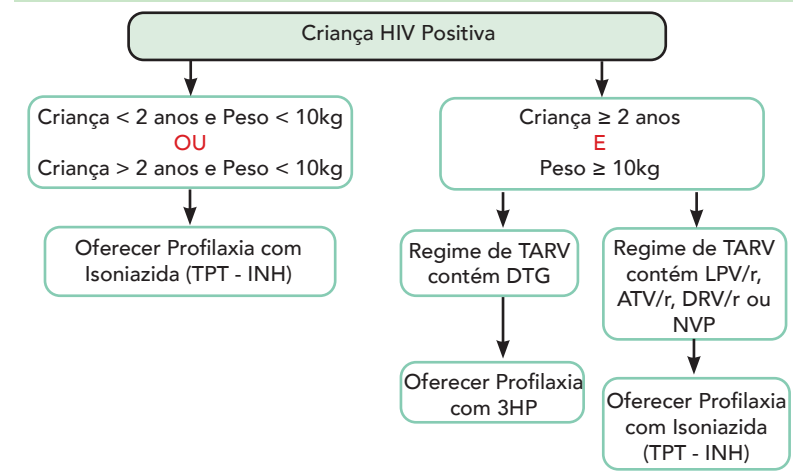 Criança HIV Positiva
Criança < 2 anos e Peso < 10kg
OU
Criança > 2 anos e Peso < 10kg
Criança ≥ 2 anos
E
Peso ≥ 10kg
Oferecer Profilaxia com
Isoniazida (TPT - INH)
Regime de TARV
contém DTG
Regime de TARV
contém LPV/r,
ATV/r, DRV/r ou
NVP
Oferecer Profilaxia
com 3HP
Oferecer Profilaxia
com Isoniazida
(TPT - INH)